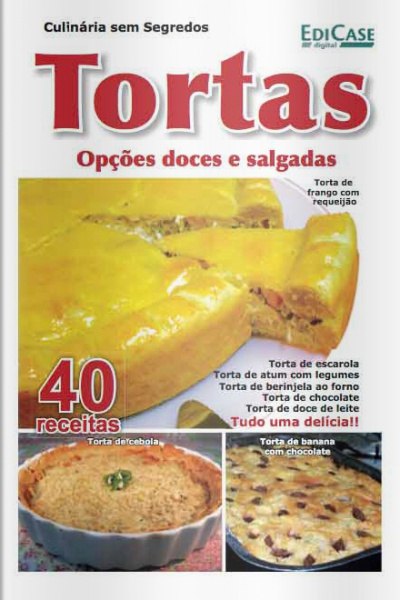 Culinária sem Segredos
EDICASE
digital
Tortas
Opções doces e salgadas
Torta de
frango com
requeijão
Torta de escarola
Torta de atum com legumes
Torta de berinjela ao forno
Torta de chocolate
Torta de doce de leite
Tudo uma delícia!!
40
receitas
Torta de cebola
Torta de banana
com chocolate